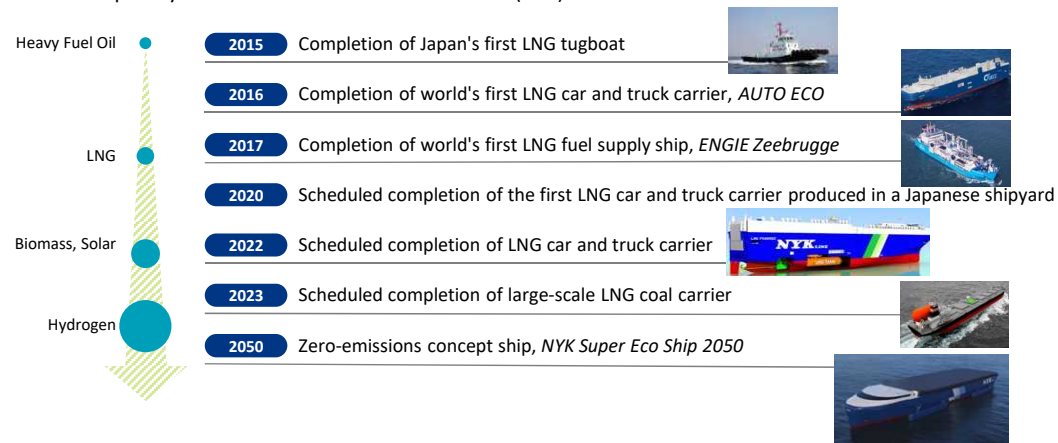 Heavy Fuel Oil
LNG
Biomass, Solar
Hydrogen
2015 Completion of Japan's first LNG tugboat
2016 Completion of world's first LNG car and truck carrier, AUTO ECO
2017 Completion of world's first LNG fuel supply ship, ENGIE Zeebrugge
2020 Scheduled completion of the first LNG car and truck carrier produced in a Japanese shipyard
2022 Scheduled completion of LNG car and truck carrier
NYK LINE
2023 Scheduled completion of large-scale LNG coal carrier
2050 Zero-emissions concept ship, NYK Super Eco Ship 2050